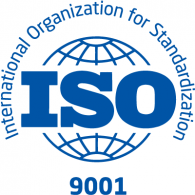 International Organization for Standardization
ISO
9001